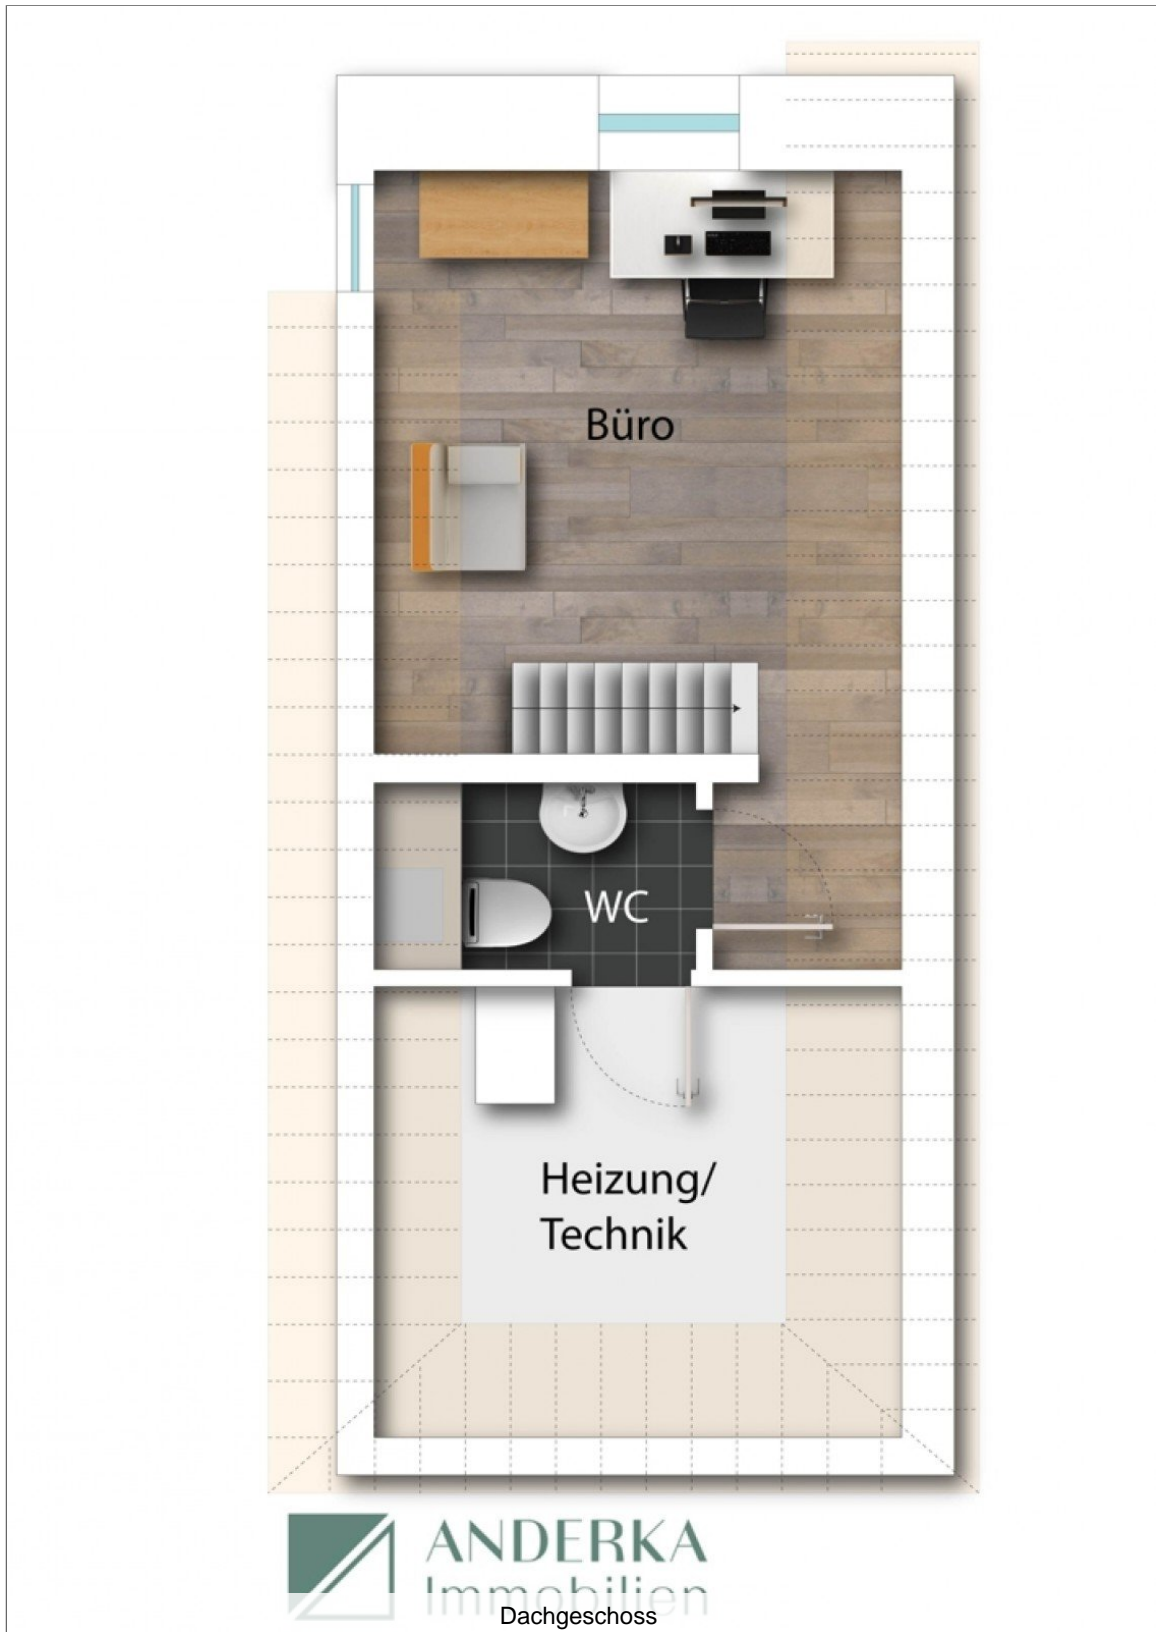 Büro
WC
Heizung/
Technik
ANDERKA
Immobilien
Dachgeschoss